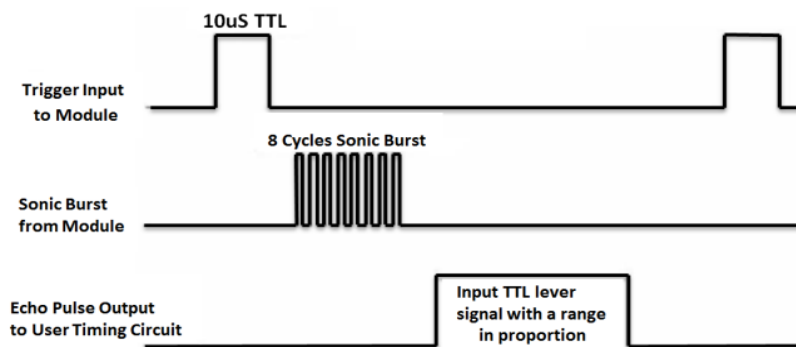 10uS TTL
Trigger Input
to Module
8 Cycles Sonic Burst
Sonic Burst
from Module
Echo Pulse Output
to User Timing Circuit
Input TTL lever
signal with a range
in proportion